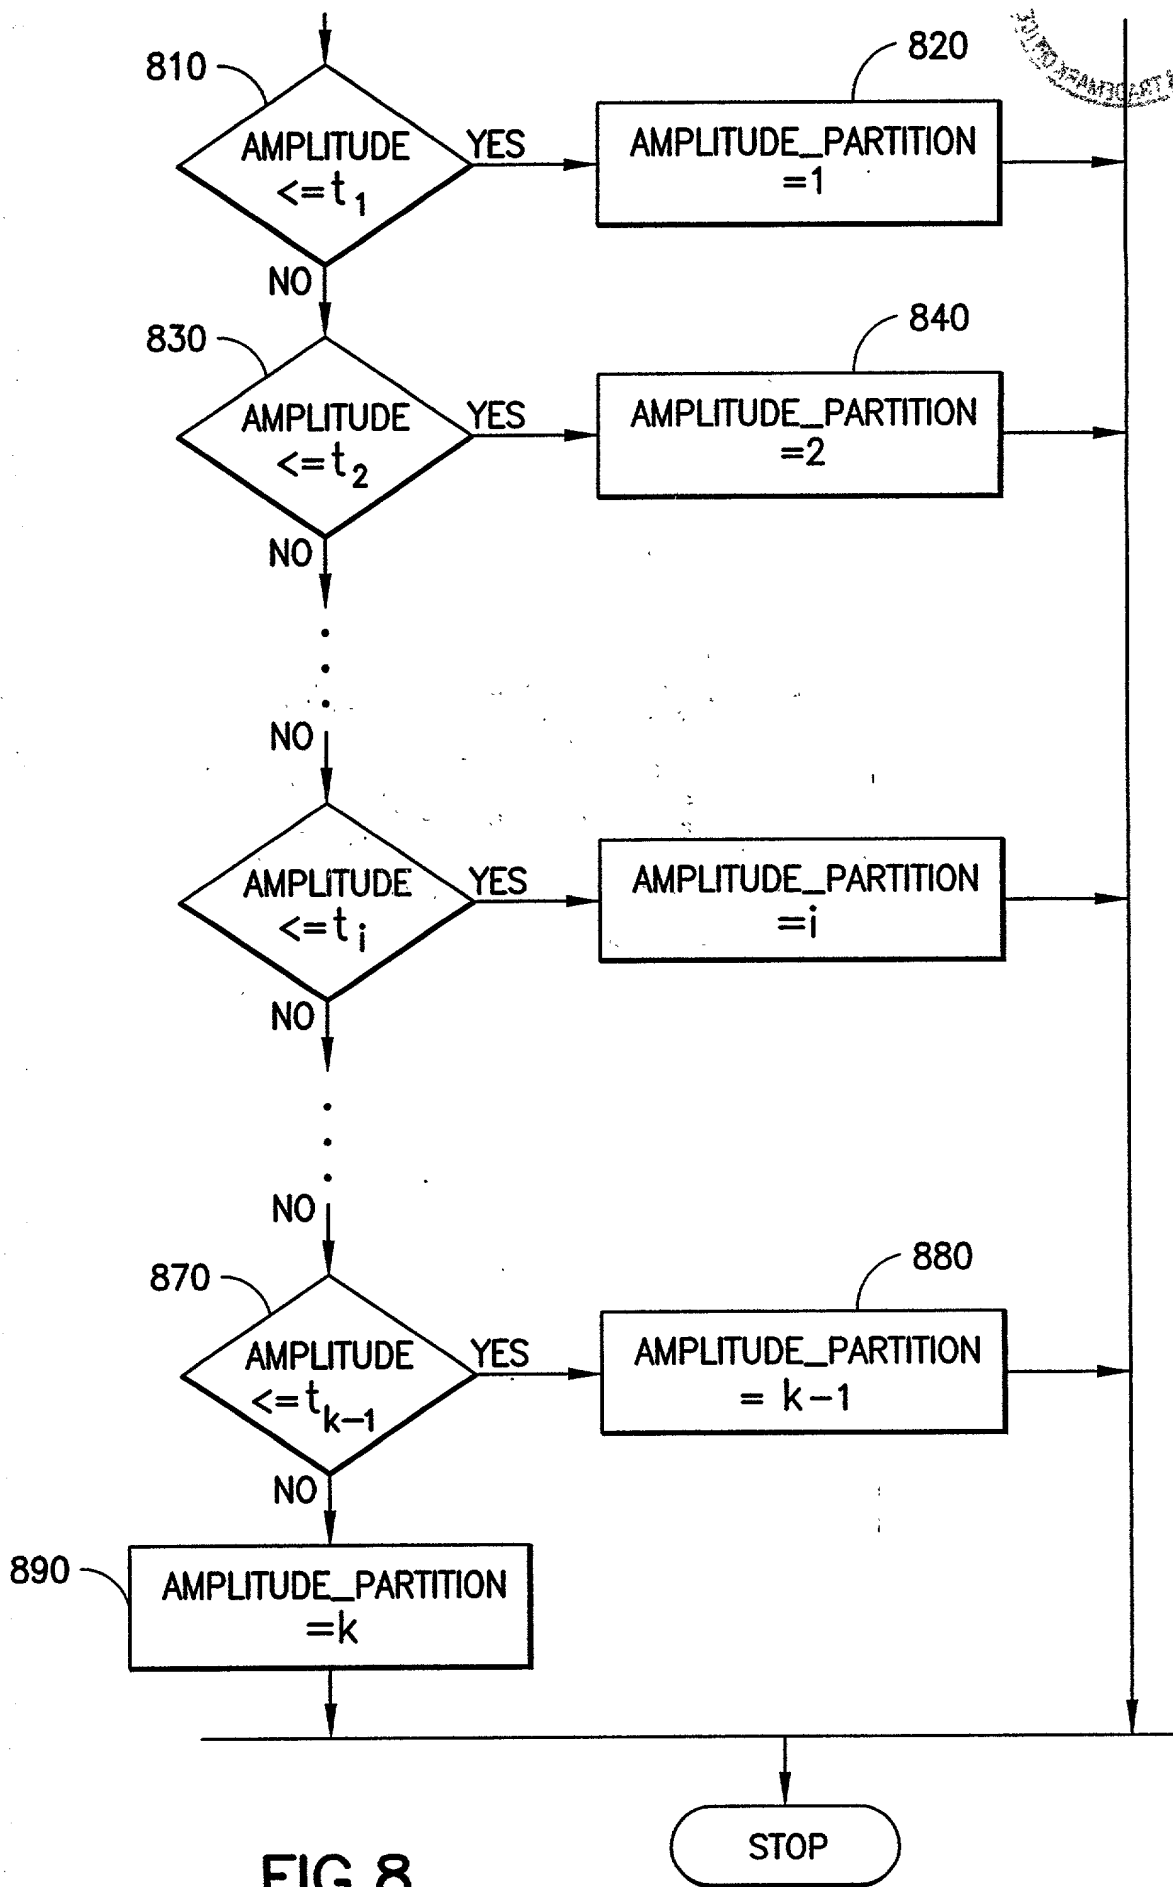 810
820
AMPLITUDE
<=t1
YES
AMPLITUDE_PARTITION
=1
NO
830
840
AMPLITUDE
<=t2
YES
AMPLITUDE_PARTITION
=2
NO
NO
AMPLITUDE
<=ti
YES
AMPLITUDE_PARTITION
=i
NO
NO
870
880
AMPLITUDE
<=tk-1
YES
AMPLITUDE_PARTITION
= k-1
NO
890
AMPLITUDE_PARTITION
=k
STOP
FIG.8